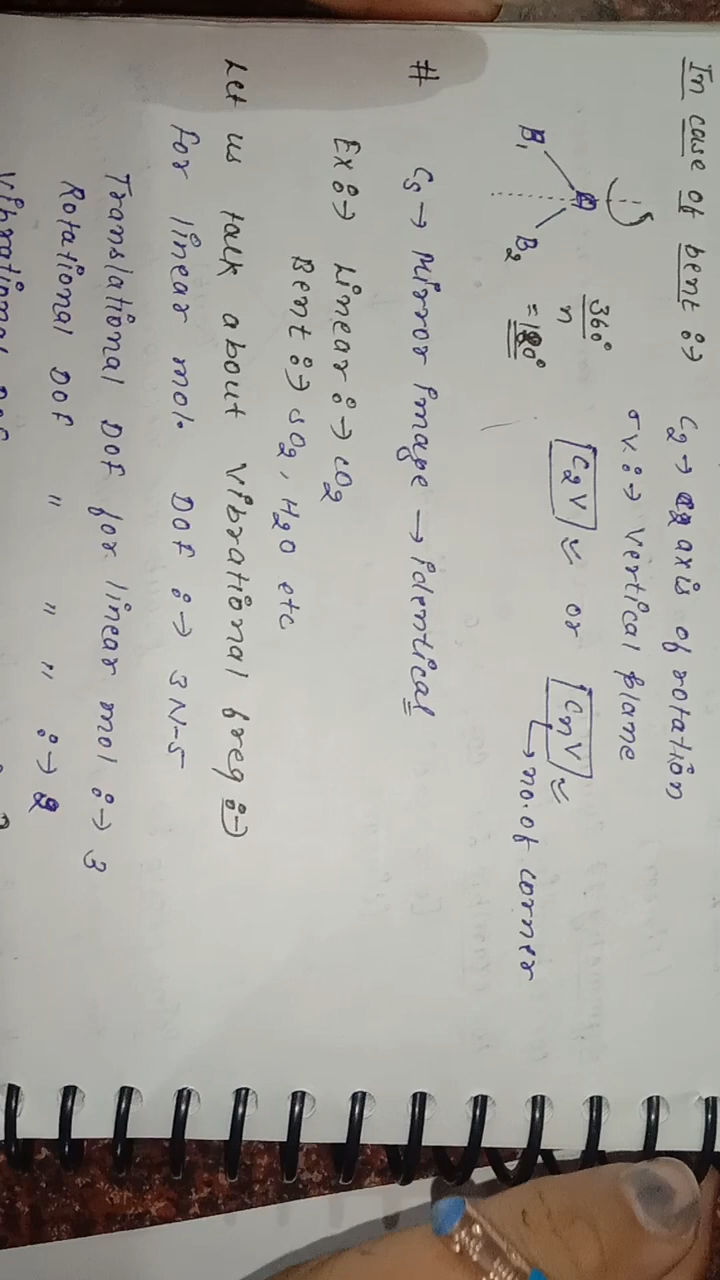 In case of bent :→ C2 → axis of rotation
σv :→ vertical plane
B1 B2
360°
n
= 180°
C2V or CnV
→ no. of corner
# Cs → Mirror Image → identical
Ex :→ Linear :→ CO2
Bent :→ SO2, H2O etc
Let us talk about vibrational freq :→
for linear mol. DOF :→ 3N-5
Translational DOF for linear mol :→ 3
Rotational DOF " " " :→ 2
Vibrational DOF